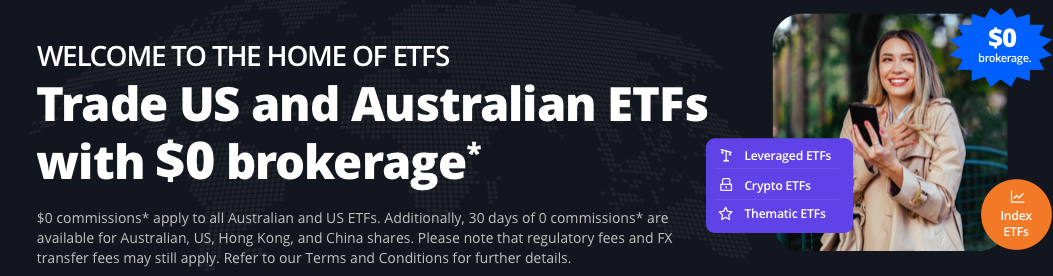 WELCOME TO THE HOME OF ETFS
Trade US and Australian ETFs
with $0 brokerage*
$0 commissions* apply to all Australian and US ETFs. Additionally, 30 days of 0 commissions* are
available for Australian, US, Hong Kong, and China shares. Please note that regulatory fees and FX
transfer fees may still apply. Refer to our Terms and Conditions for further details.
$0
brokerage.
Leveraged ETFs
Crypto ETFs
Thematic ETFs
Index
ETFs